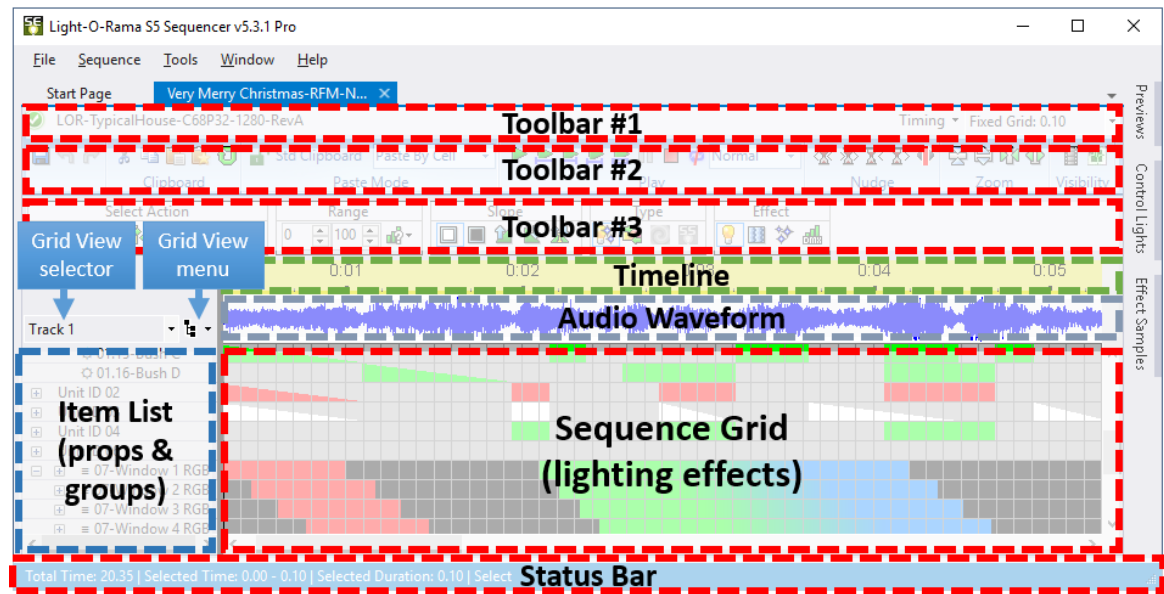 Light-O-Rama S5 Sequencer v5.3.1 Pro
File Sequence Tools Window Help
Start Page Very Merry Christmas-RFM-N...
LOR-TypicalHouse-C68P32-1280-RevA Toolbar #1 Timing Fixed Grid: 0.10
Std Clipboard Paste By Cell Toolbar #2 Normal
Clipboard Paste Mode Play Nudge Zoom Visibility
Select Action Range Slope Type Effect
0 100 Toolbar #3
Grid View selector
Grid View menu
0:01 0:02 Timeline 0:04 0:05
Audio Waveform
Track 1
01.16-Bush D
Unit ID 02
Unit ID 04
Item List
(props &
groups)
07-Window 1 RGB
2 RGB
07-Window 3 RGB
07-Window 4 RGB
Sequence Grid
(lighting effects)
Total Time: 20.35 | Selected Time: 0.00 - 0.10 | Selected Duration: 0.10 | Select
Status Bar
Previews
Control Lights
Effect Samples